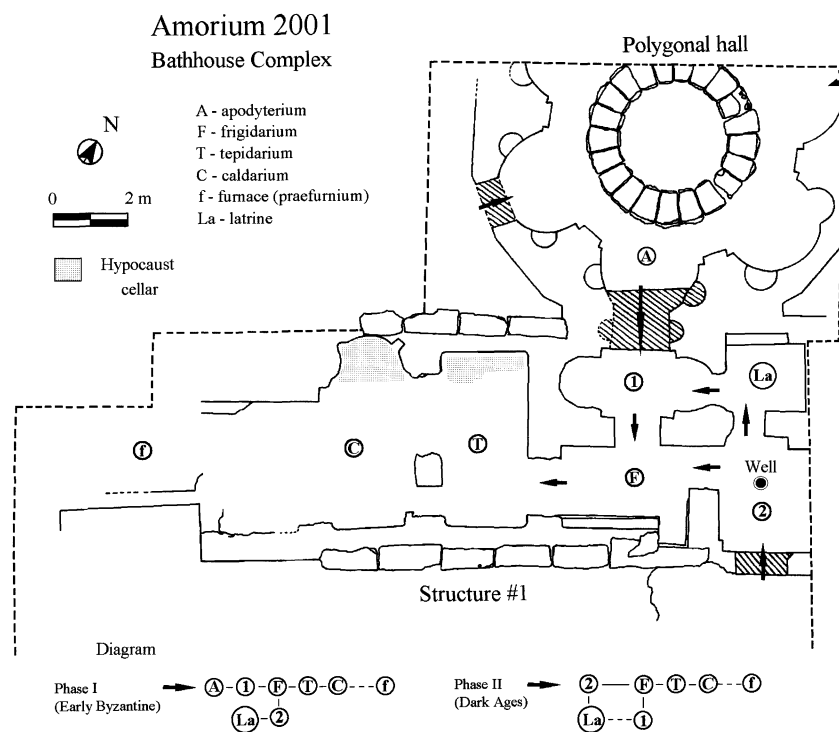 Amorium 2001
Bathhouse Complex
Polygonal hall
N
A - apodyterium
F - frigidarium
T - tepidarium
C - caldarium
f - furnace (praefurnium)
La - latrine
0 2 m
Hypocaust
cellar
A
1
La
f
C
T
F
Well
2
Structure #1
Diagram
Phase I
(Early Byzantine)
A 1 F T C f
La 2
Phase II
(Dark Ages)
2 F T C f
La 1